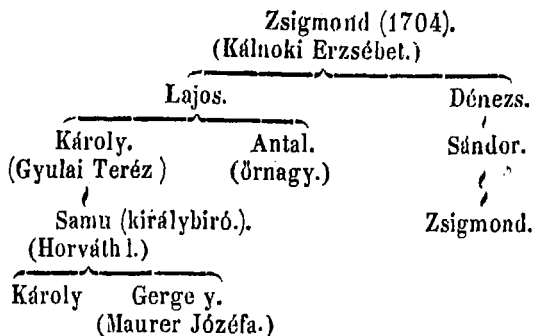 Zsigmond (1704).
(Kálnoki Erzsébet.)
Lajos. Dénezs.
Károly. Antal. Sándor.
(Gyulai Teréz) (őrnagy.)
Samu (királybiró.). Zsigmond.
(Horváth l.)
Károly Gergey.
(Maurer Józéfa.)